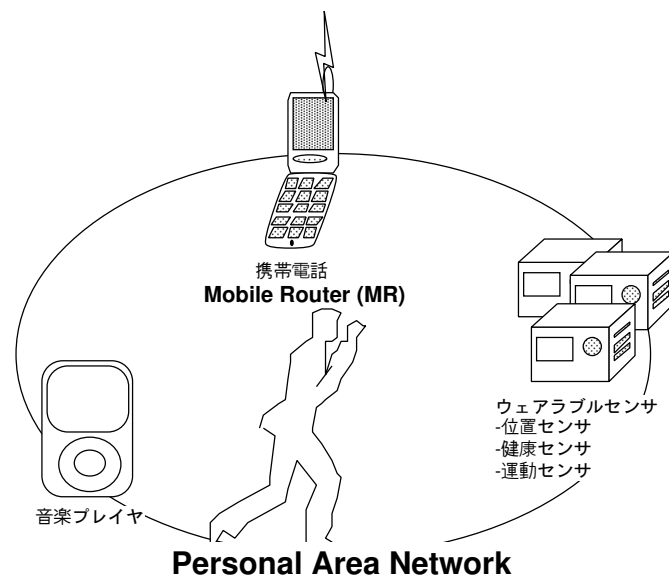 携帯電話
Mobile Router (MR)
ウェアラブルセンサ
-位置センサ
-健康センサ
-運動センサ
音楽プレイヤ
Personal Area Network